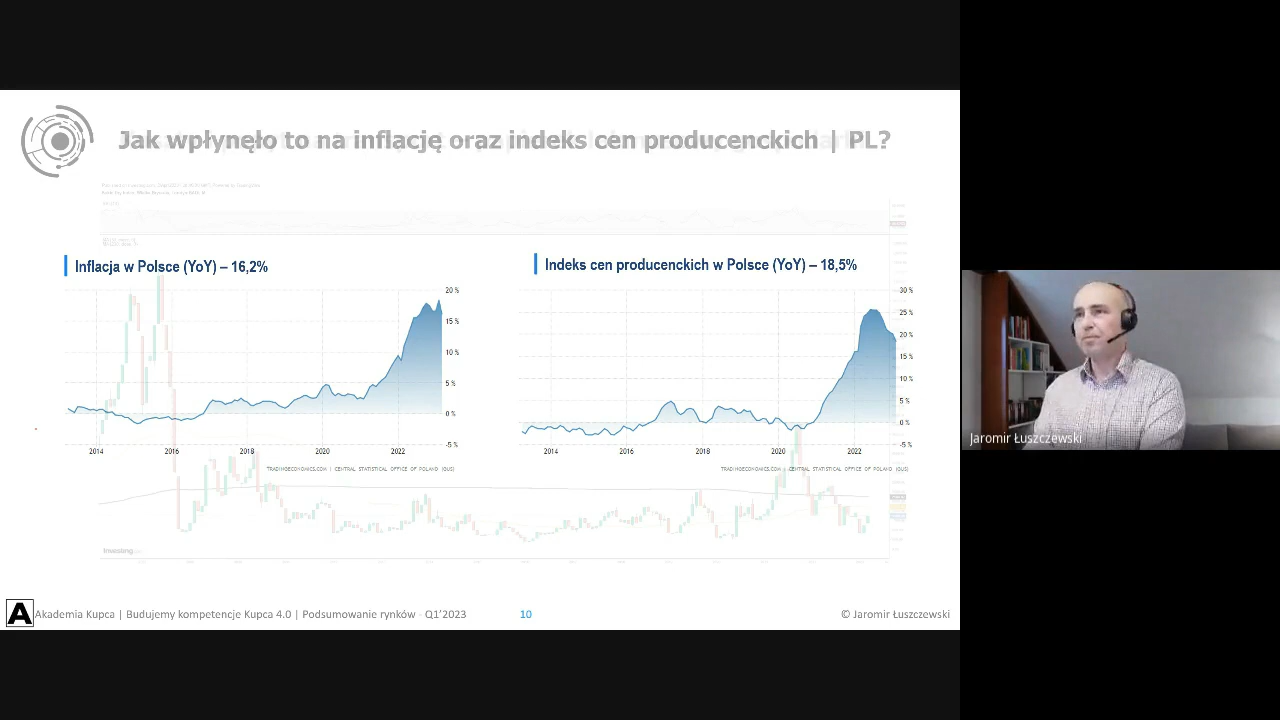 Jak wpłynęło to na inflację oraz indeks cen producenckich | PL?
Inflacja w Polsce (YoY) – 16,2%
20 %
15 %
10 %
5 %
0 %
-5 %
2014 2016 2018 2020 2022
TRADINGECONOMICS.COM | CENTRAL STATISTICAL OFFICE OF POLAND (GUS)
Indeks cen producenckich w Polsce (YoY) – 18,5%
30 %
25 %
20 %
15 %
10 %
5 %
0 %
-5 %
2014 2016 2018 2020 2022
TRADINGECONOMICS.COM | CENTRAL STATISTICAL OFFICE OF POLAND (GUS)
Investing
A Akademia Kupca | Budujemy kompetencje Kupca 4.0 | Podsumowanie rynków - Q1'2023
10
© Jaromir Łuszczewski
Jaromir Łuszczewski